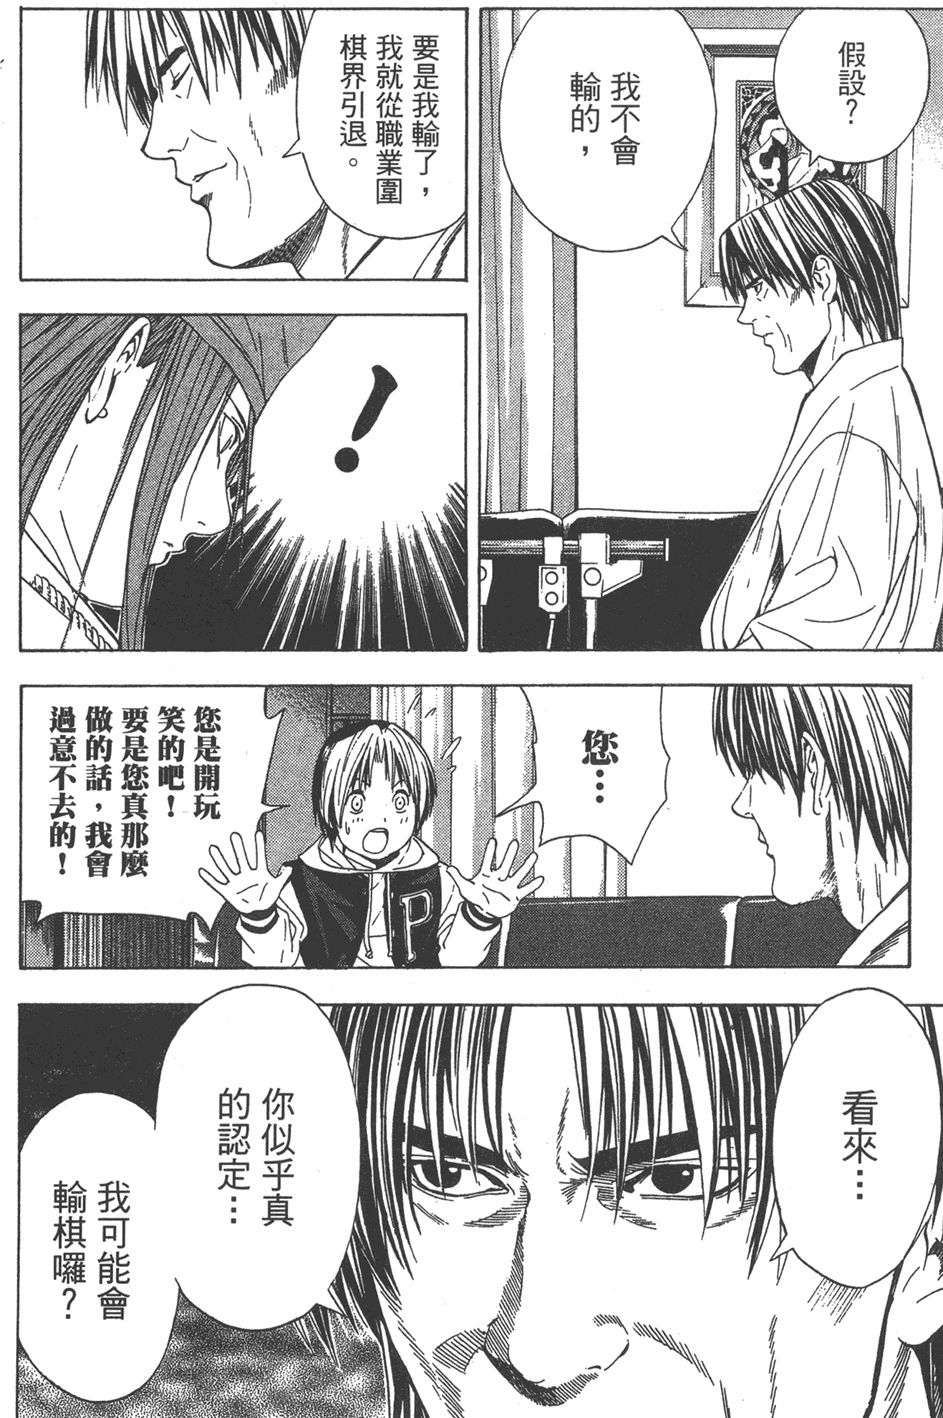 假設?
我不會
輸的，
要是我輸了，
我就從職業圍
棋界引退。
！
您…
您是開玩
笑的吧！
要是您真那麼
做的話，我會
過意不去的！
P
看來…
你似乎真
的認定…
我可能會
輸棋囉?